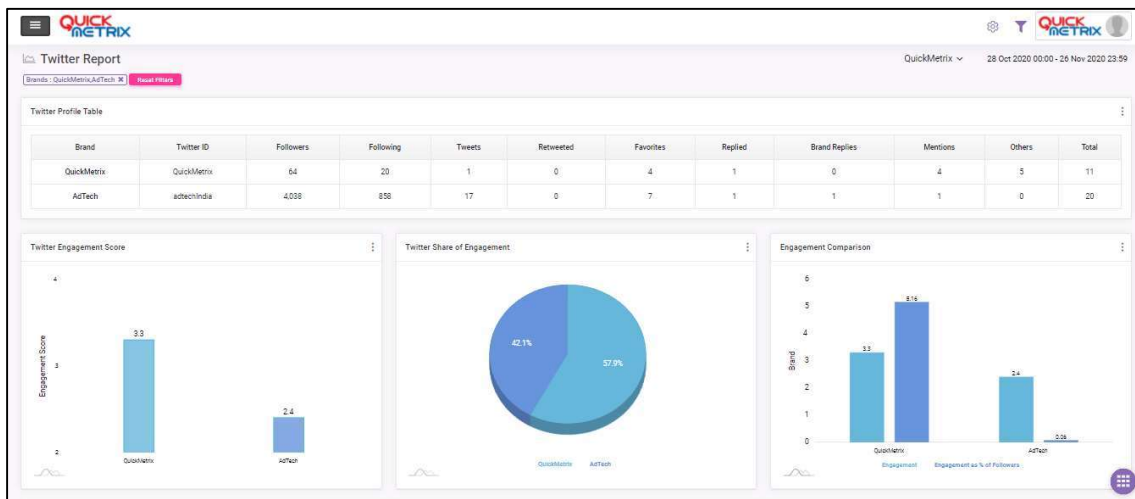 QUICK METRIX
QUICK METRIX
Twitter Report
QuickMetrix
28 Oct 2020 00:00 - 26 Nov 2020 23:59
Brands : QuickMetrix,AdTech ✖
Reset Filters
Twitter Profile Table
Brand Twitter ID Followers Following Tweets Retweeted Favorites Replied Brand Replies Mentions Others Total
QuickMetrix QuickMetrix 64 20 1 0 4 1 0 4 5 11
AdTech adtechindia 4,038 858 17 0 7 1 1 1 0 20
Twitter Engagement Score
4
3
2
Engagement Score
3.3
2.4
QuickMetrix
AdTech
Twitter Share of Engagement
42.1%
57.9%
QuickMetrix AdTech
Engagement Comparison
6
5
4
3
2
1
0
Brand
3.3
5.16
2.4
0.06
QuickMetrix
AdTech
Engagement Engagement as % of Followers